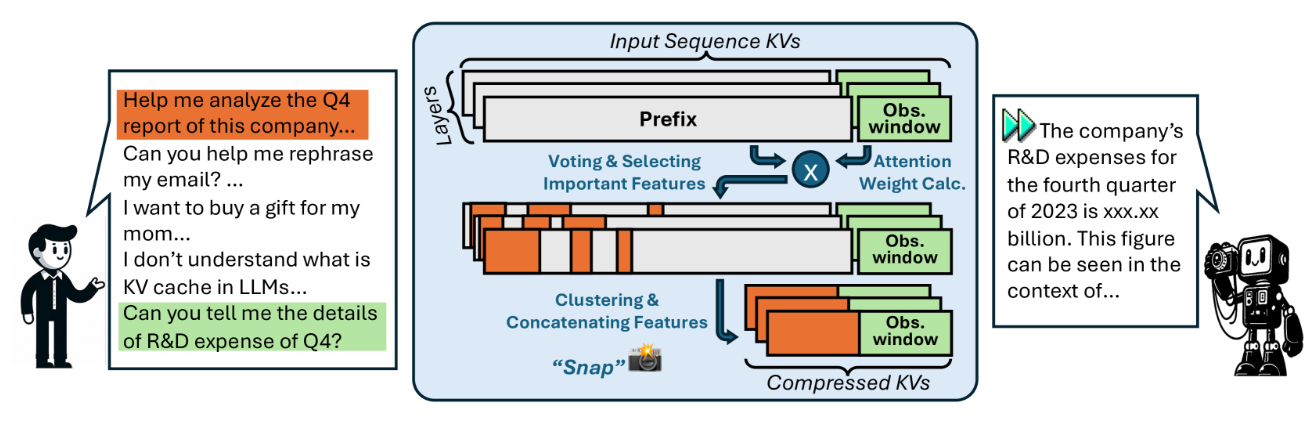 Help me analyze the Q4
report of this company...
Can you help me rephrase
my email? ...
I want to buy a gift for my
mom...
I don't understand what is
KV cache in LLMs...
Can you tell me the details
of R&D expense of Q4?
Input Sequence KVs
Layers
Prefix
Obs.
window
Voting & Selecting
Important Features
X
Attention
Weight Calc.
Obs.
window
Clustering &
Concatenating Features
"Snap"
Obs.
window
Compressed KVs
The company's
R&D expenses for
the fourth quarter
of 2023 is xxx.xx
billion. This figure
can be seen in the
context of...